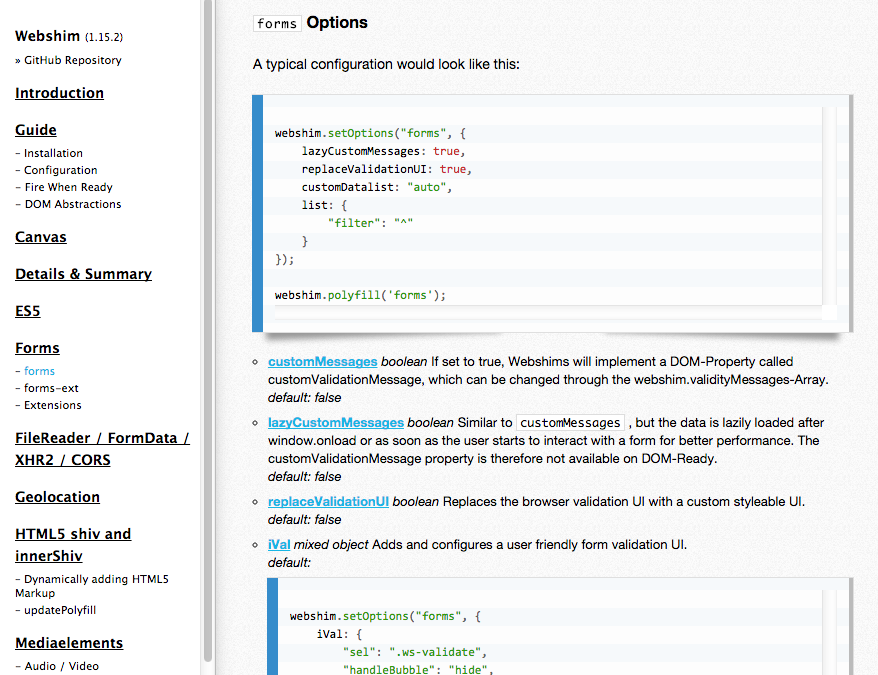 Webshim (1.15.2)
» GitHub Repository
Introduction
Guide
– Installation
– Configuration
– Fire When Ready
– DOM Abstractions
Canvas
Details & Summary
ES5
Forms
– forms
– forms-ext
– Extensions
FileReader / FormData /
XHR2 / CORS
Geolocation
HTML5 shiv and
innerShiv
– Dynamically adding HTML5
Markup
– updatePolyfill
Mediaelements
– Audio / Video
forms Options
A typical configuration would look like this:
webshim.setOptions("forms", {
    lazyCustomMessages: true,
    replaceValidationUI: true,
    customDatalist: "auto",
    list: {
        "filter": "^"
    }
});
webshim.polyfill('forms');
customMessages boolean If set to true, Webshims will implement a DOM-Property called
customValidationMessage, which can be changed through the webshim.validityMessages-Array.
default: false
lazyCustomMessages boolean Similar to customMessages , but the data is lazily loaded after
window.onload or as soon as the user starts to interact with a form for better performance. The
customValidationMessage property is therefore not available on DOM-Ready.
default: false
replaceValidationUI boolean Replaces the browser validation UI with a custom styleable UI.
default: false
iVal mixed object Adds and configures a user friendly form validation UI.
default:
webshim.setOptions("forms", {
    iVal: {
        "sel": ".ws-validate",
        "handleBubble": "hide",